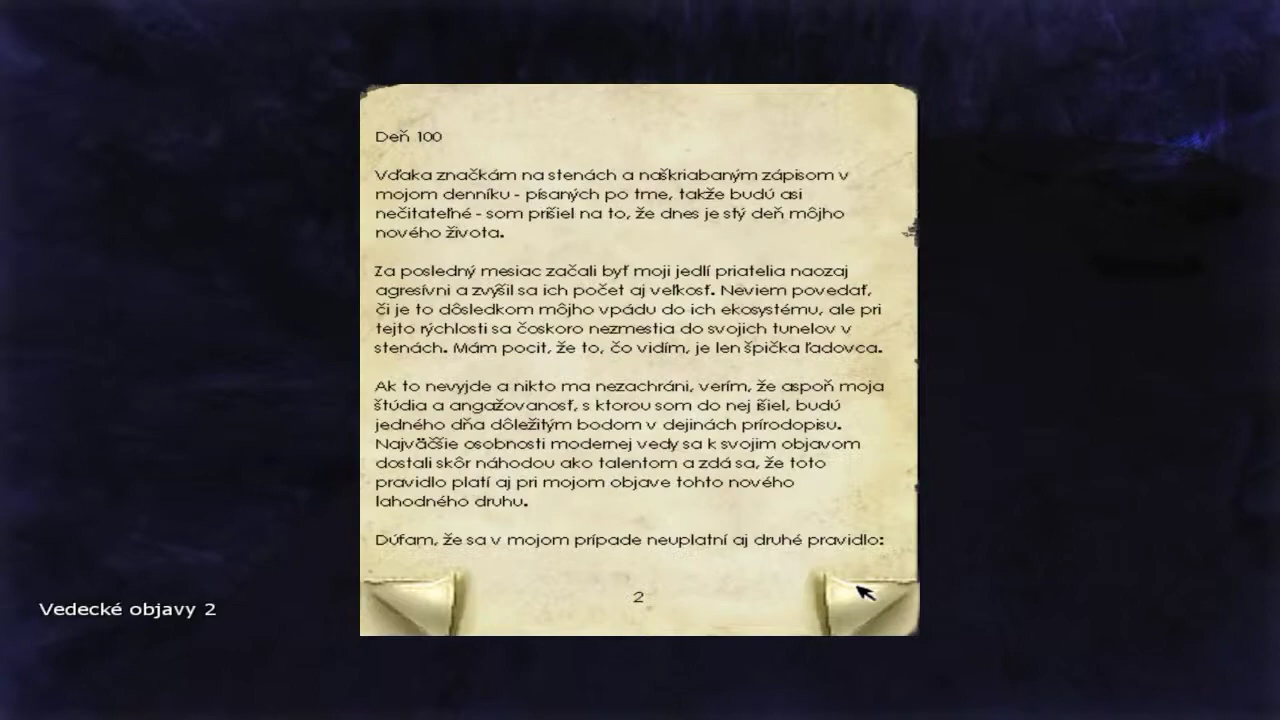 Deň 100
Vďaka značkám na stenách a naškriabaným zápisom v
mojom denníku - písaných po tme, takže budú asi
nečitateľné - som prišiel na to, že dnes je stý deň môjho
nového života.
Za posledný mesiac začali byť moji jedlí priatelia naozaj
agresívni a zvýšil sa ich počet aj veľkosť. Neviem povedať,
či je to dôsledkom môjho vpádu do ich ekosystému, ale pri
tejto rýchlosti sa čoskoro nezmestia do svojich tunelov v
stenách. Mám pocit, že to, čo vidím, je len špička ľadovca.
Ak to nevyjde a nikto ma nezachráni, verím, že aspoň moja
štúdia a angažovanosť, s ktorou som do nej išiel, budú
jedného dňa dôležitým bodom v dejinách prírodopisu.
Najväčšie osobnosti modernej vedy sa k svojim objavom
dostali skôr náhodou ako talentom a zdá sa, že toto
pravidlo platí aj pri mojom objave tohto nového
lahodného druhu.
Dúfam, že sa v mojom prípade neuplatní aj druhé pravidlo:
2
Vedecké objavy 2